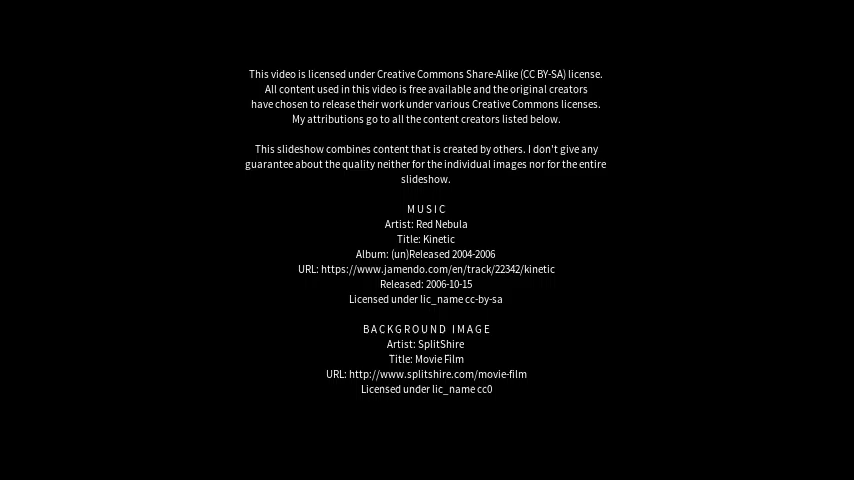 This video is licensed under Creative Commons Share-Alike (CC BY-SA) license.
All content used in this video is free available and the original creators
have chosen to release their work under various Creative Commons licenses.
My attributions go to all the content creators listed below.
This slideshow combines content that is created by others. I don't give any
guarantee about the quality neither for the individual images nor for the entire
slideshow.
MUSIC
Artist: Red Nebula
Title: Kinetic
Album: (un)Released 2004-2006
URL: https://www.jamendo.com/en/track/22342/kinetic
Released: 2006-10-15
Licensed under lic_name cc-by-sa
BACKGROUND IMAGE
Artist: SplitShire
Title: Movie Film
URL: http://www.splitshire.com/movie-film
Licensed under lic_name cc0